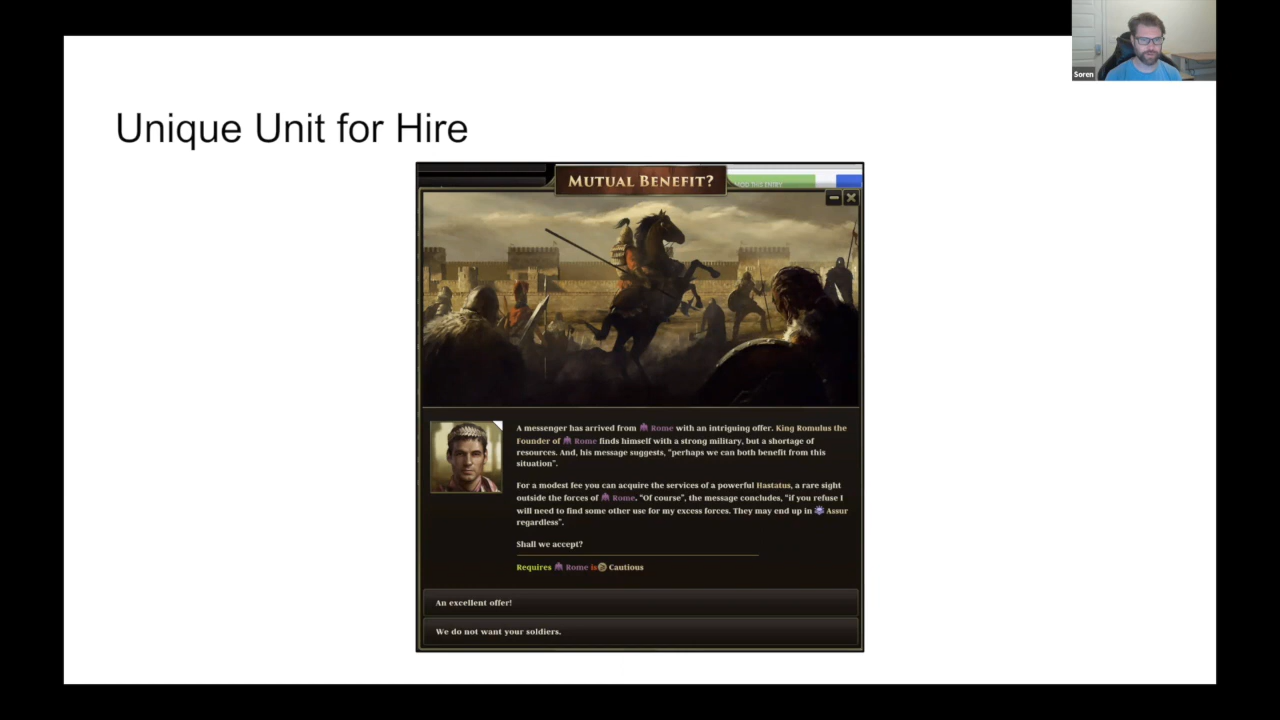 Soren
Unique Unit for Hire
MUTUAL BENEFIT?
A messenger has arrived from Rome with an intriguing offer. King Romulus the
Founder of Rome finds himself with a strong military, but a shortage of
resources. And, his message suggests, "perhaps we can both benefit from this
situation".
For a modest fee you can acquire the services of a powerful Hastatus, a rare sight
outside the forces of Rome. "Of course", the message concludes, "if you refuse I
will need to find some other use for my excess forces. They may end up in Assur
regardless".
Shall we accept?
Requires Rome is Cautious
An excellent offer!
We do not want your soldiers.